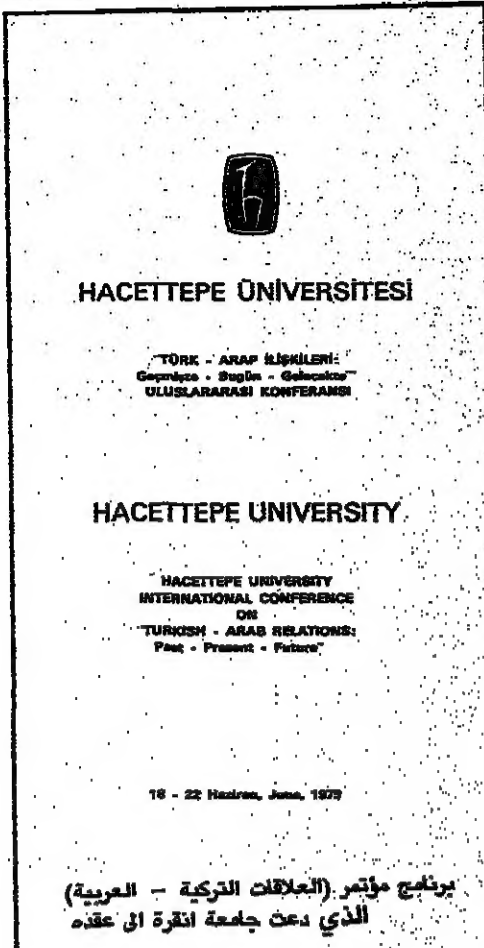 HACETTEPE ÜNİVERSİTESİ
"TÜRK - ARAP İLİŞKİLERİ:
Geçmişte - Bugün - Gelecekte"
ULUSLARARASI KONFERANSI
HACETTEPE UNIVERSITY
HACETTEPE UNIVERSITY
INTERNATIONAL CONFERENCE
ON
"TURKISH - ARAB RELATIONS:
Past - Present - Future"
18 - 22 Haziran, June, 1979
برنامج مؤتمر (العلاقات التركية – العربية)
الذي دعت جامعة انقرة الى عقده